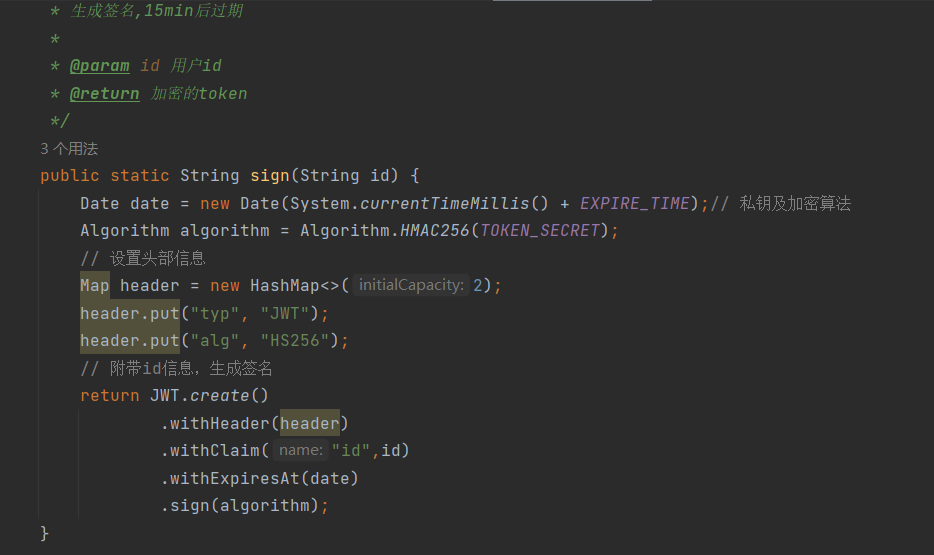 * 生成签名,15min后过期
*
* @param id 用户id
* @return 加密的token
*/
3 个用法
public static String sign(String id) {
Date date = new Date(System.currentTimeMillis() + EXPIRE_TIME);// 私钥及加密算法
Algorithm algorithm = Algorithm.HMAC256(TOKEN_SECRET);
// 设置头部信息
Map header = new HashMap<>( initialCapacity: 2);
header.put("typ", "JWT");
header.put("alg", "HS256");
// 附带id信息，生成签名
return JWT.create()
.withHeader(header)
.withClaim( name: "id",id)
.withExpiresAt(date)
.sign(algorithm);
}